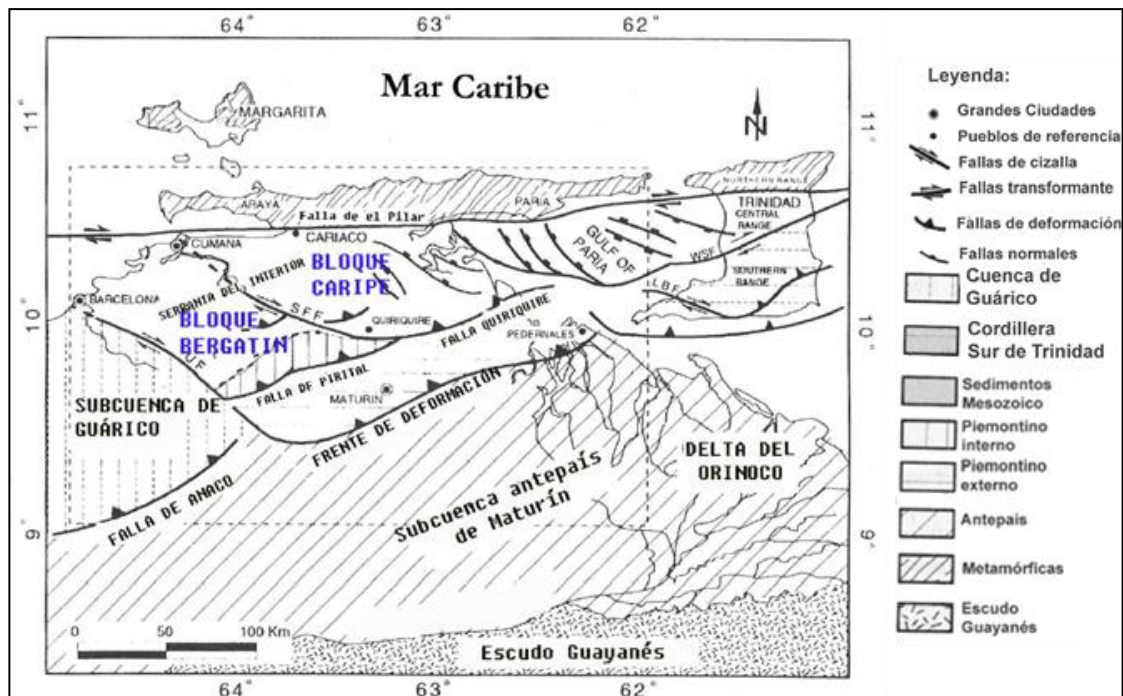 64°
63°
62°
Mar Caribe
11°
11°
N
MARGARITA
NORTHERN RANGE
ARAYA
PARIA
TRINIDAD
CENTRAL
RANGE
Falla de el Pilar
CUMANA
CARIACO
GULF OF
PARIA
WSF
BLOQUE
CARIPE
SERRANIA DEL INTERIOR
SOUTHERN
RANGE
LBF
BARCELONA
10°
10°
BLOQUE
BERGATIN
SFF
QUIRIQUIRE
FALLA QUIRIQUIRE
PEDERNALES
UF
FALLA DE PIRITAL
MATURIN
SUBCUENCA DE
GUÁRICO
FRENTE DE DEFORMACIÓN
DELTA DEL
ORINOCO
Subcuenca antepaís
de Maturín
FALLA DE ANACO
9°
9°
0
50
100 Km
Escudo Guayanés
64°
63°
62°
Leyenda:
Grandes Ciudades
Pueblos de referencia
Fallas de cizalla
Fallas transformante
Fallas de deformación
Fallas normales
Cuenca de
Guárico
Cordillera
Sur de Trinidad
Sedimentos
Mesozoico
Piemontino
interno
Piemontino
externo
Antepais
Metamórficas
Escudo
Guayanés